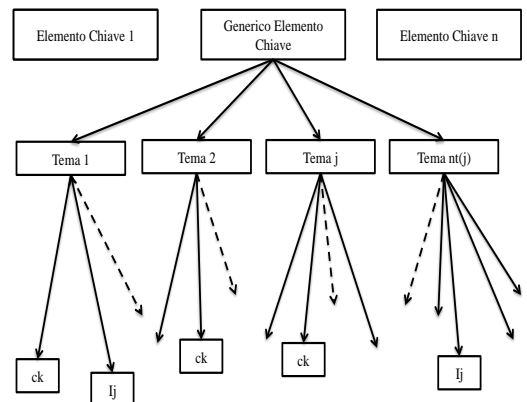 Elemento Chiave 1
Generico Elemento
Chiave
Elemento Chiave n
Tema 1
Tema 2
Tema j
Tema nt(j)
ck
Ij
ck
ck
Ij